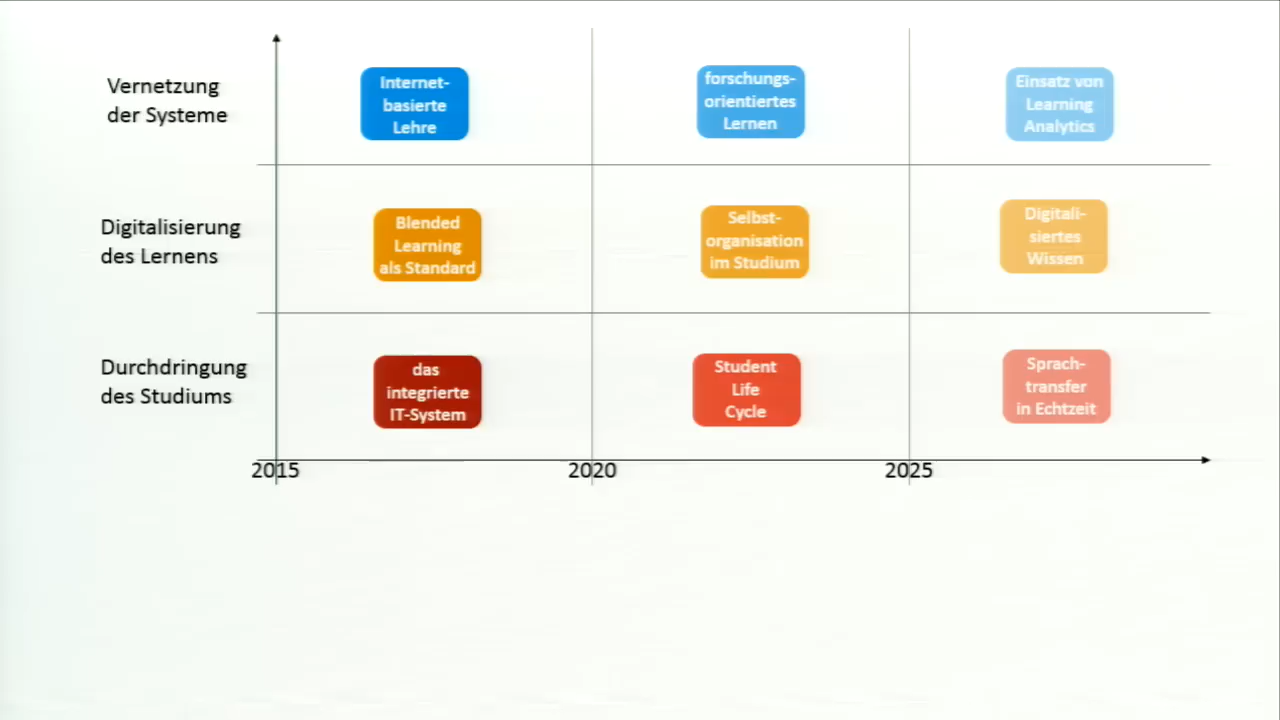 Vernetzung
der Systeme
Internet-
basierte
Lehre
forschungs-
orientiertes
Lernen
Einsatz von
Learning
Analytics
Digitalisierung
des Lernens
Blended
Learning
als Standard
Selbst-
organisation
im Studium
Digitali-
siertes
Wissen
Durchdringung
des Studiums
das
integrierte
IT-System
Student
Life
Cycle
Sprach-
transfer
in Echtzeit
2015
2020
2025